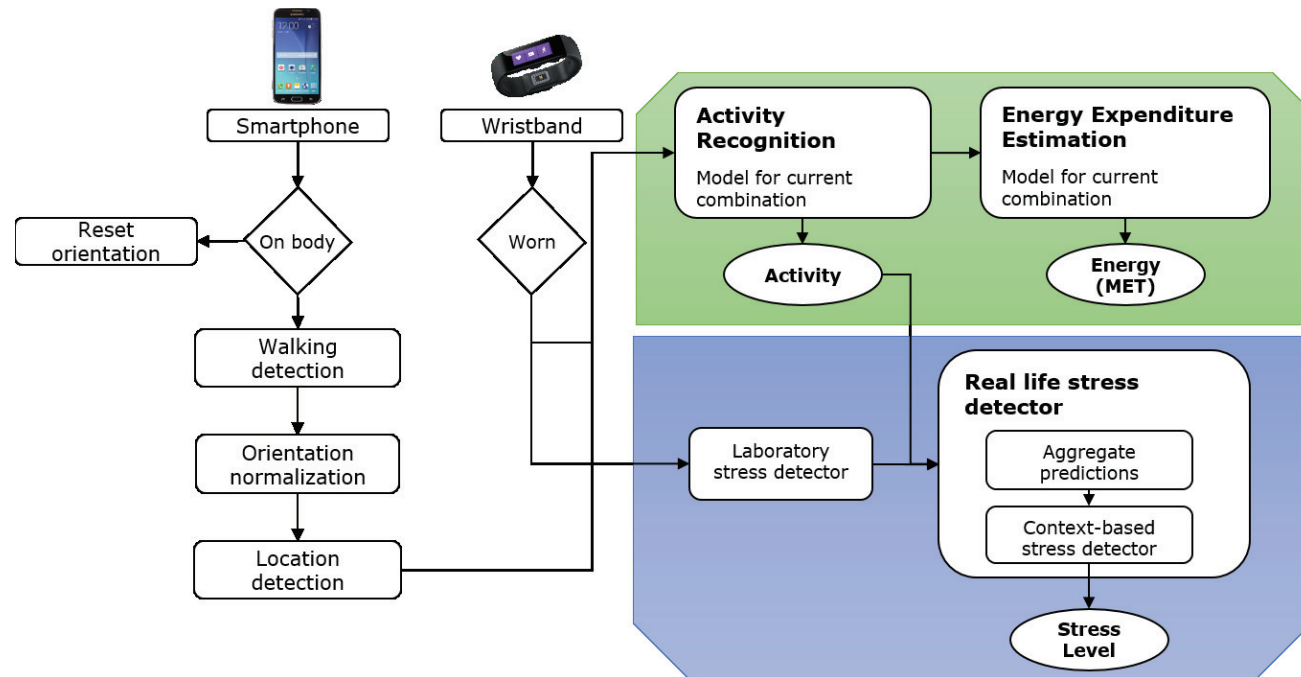 12:00
Smartphone
Wristband
On body
Reset
orientation
Worn
Walking
detection
Orientation
normalization
Location
detection
Activity
Recognition
Model for current
combination
Energy Expenditure
Estimation
Model for current
combination
Activity
Energy
(MET)
Laboratory
stress detector
Real life stress
detector
Aggregate
predictions
Context-based
stress detector
Stress
Level